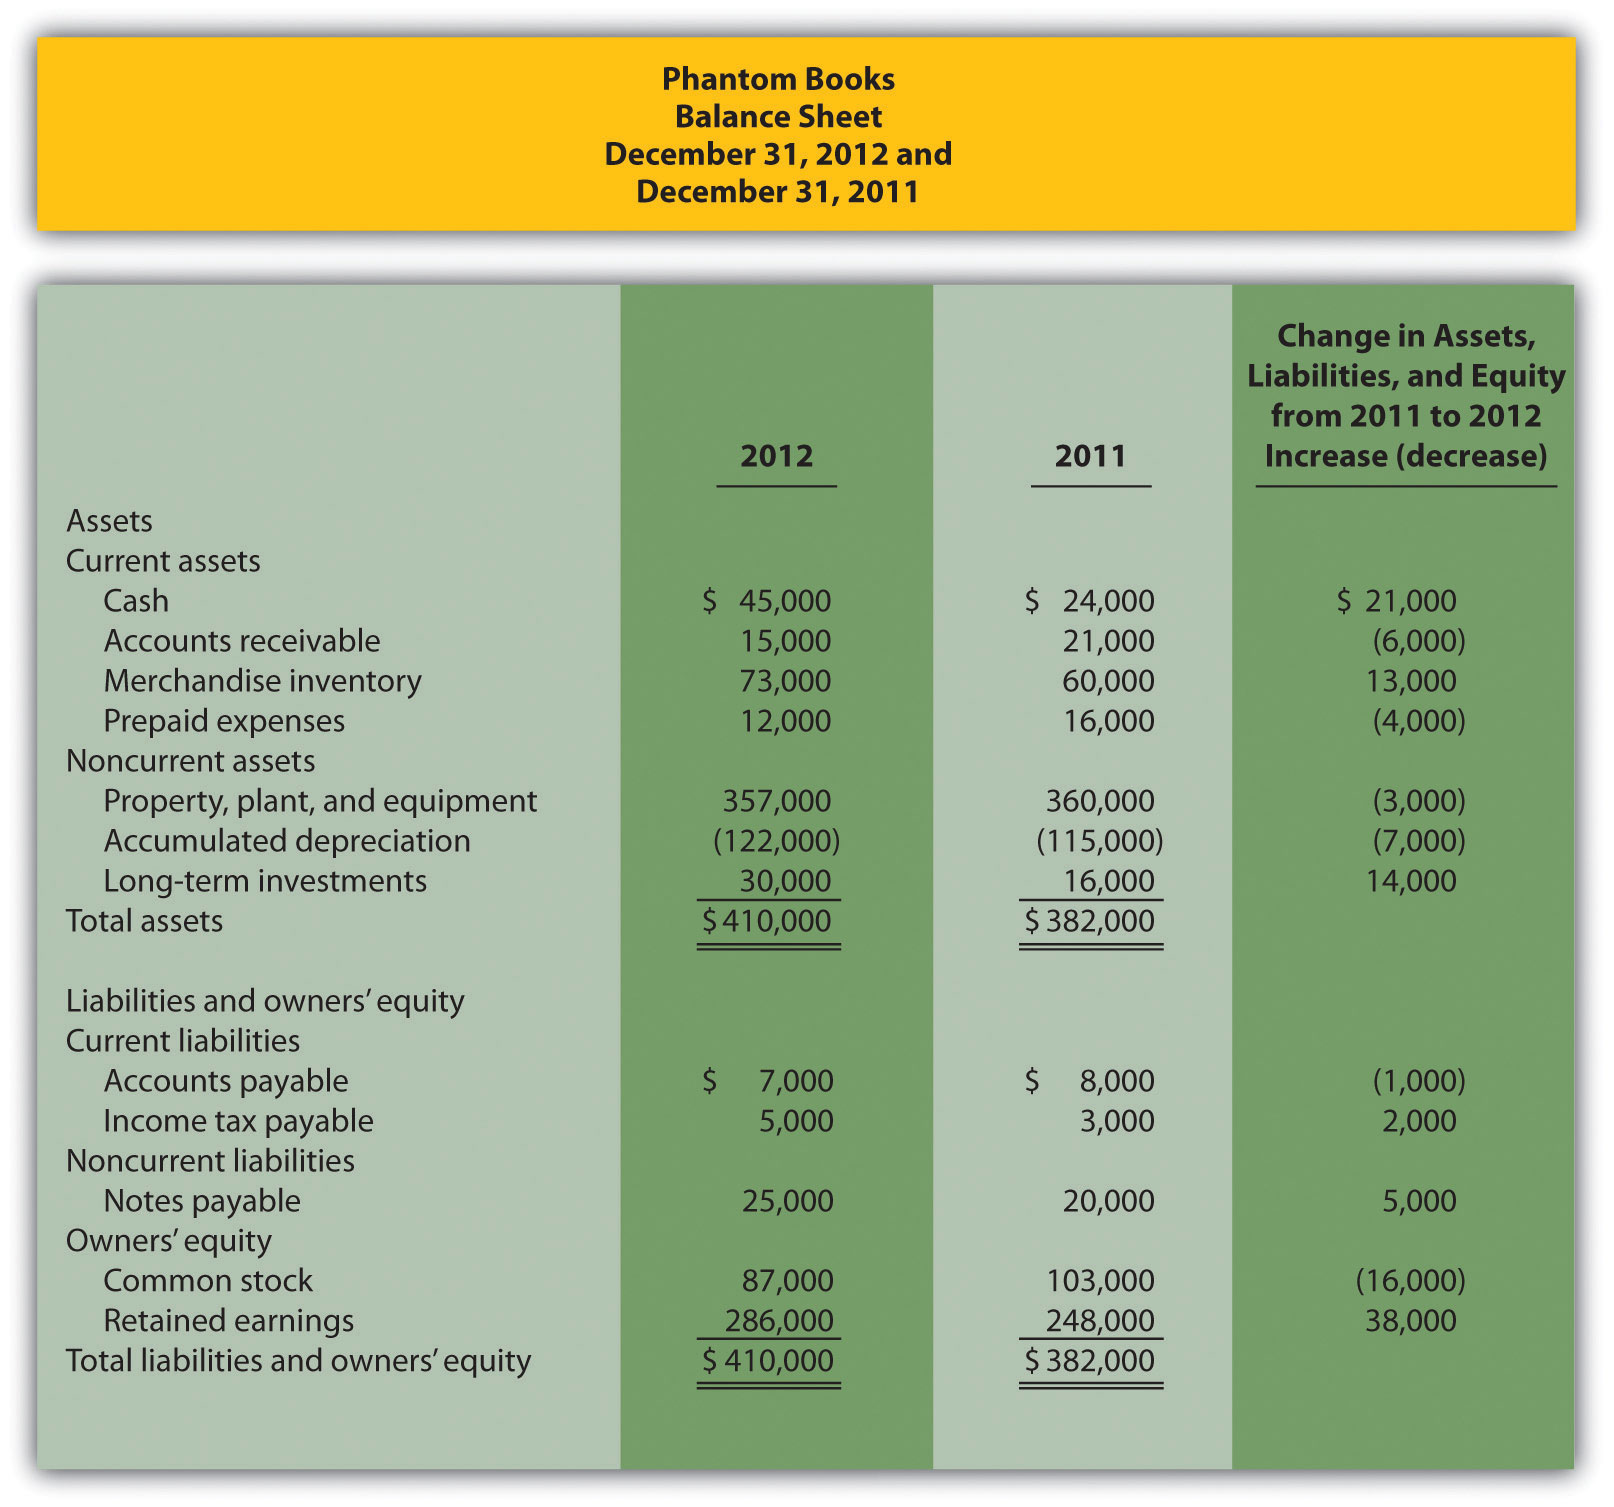 Phantom Books
Balance Sheet
December 31, 2012 and
December 31, 2011
Change in Assets,
Liabilities, and Equity
from 2011 to 2012
2012 2011 Increase (decrease)
Assets
Current assets
Cash $ 45,000 $ 24,000 $ 21,000
Accounts receivable 15,000 21,000 (6,000)
Merchandise inventory 73,000 60,000 13,000
Prepaid expenses 12,000 16,000 (4,000)
Noncurrent assets
Property, plant, and equipment 357,000 360,000 (3,000)
Accumulated depreciation (122,000) (115,000) (7,000)
Long-term investments 30,000 16,000 14,000
Total assets $ 410,000 $ 382,000
Liabilities and owners’ equity
Current liabilities
Accounts payable $ 7,000 $ 8,000 (1,000)
Income tax payable 5,000 3,000 2,000
Noncurrent liabilities
Notes payable 25,000 20,000 5,000
Owners’ equity
Common stock 87,000 103,000 (16,000)
Retained earnings 286,000 248,000 38,000
Total liabilities and owners’ equity $ 410,000 $ 382,000